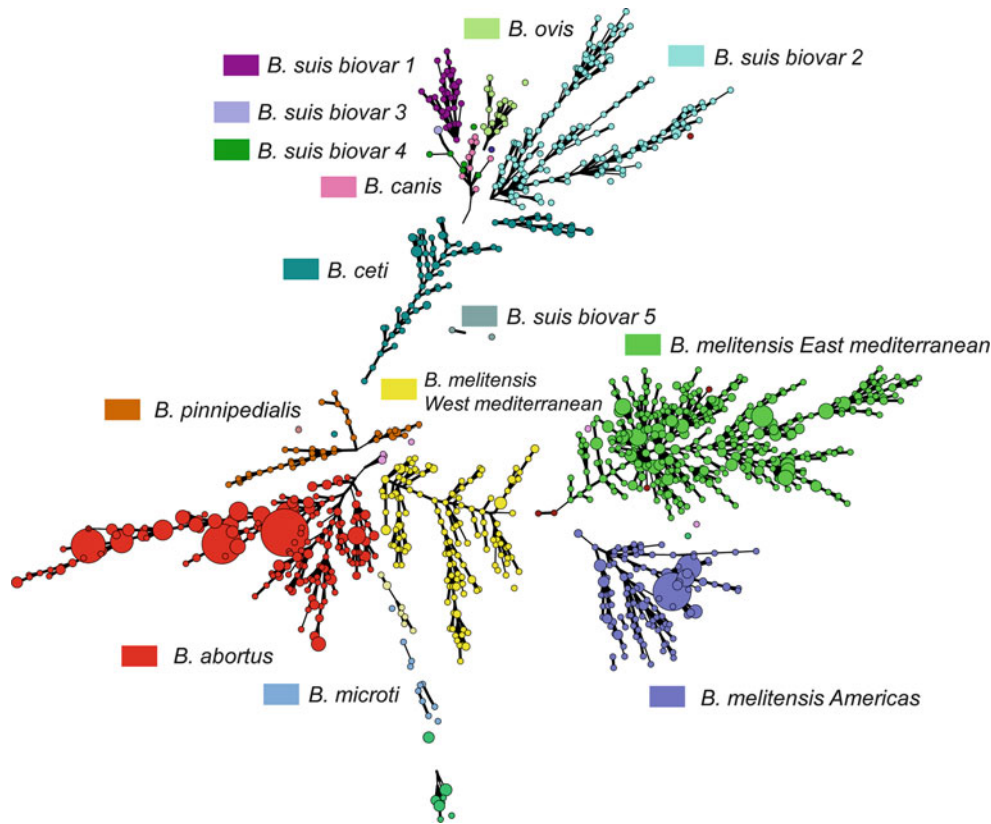 B. ovis
B. suis biovar 1
B. suis biovar 2
B. suis biovar 3
B. suis biovar 4
B. canis
B. ceti
B. suis biovar 5
B. melitensis East mediterranean
B. melitensis
West mediterranean
B. pinnipedialis
B. abortus
B. microti
B. melitensis Americas